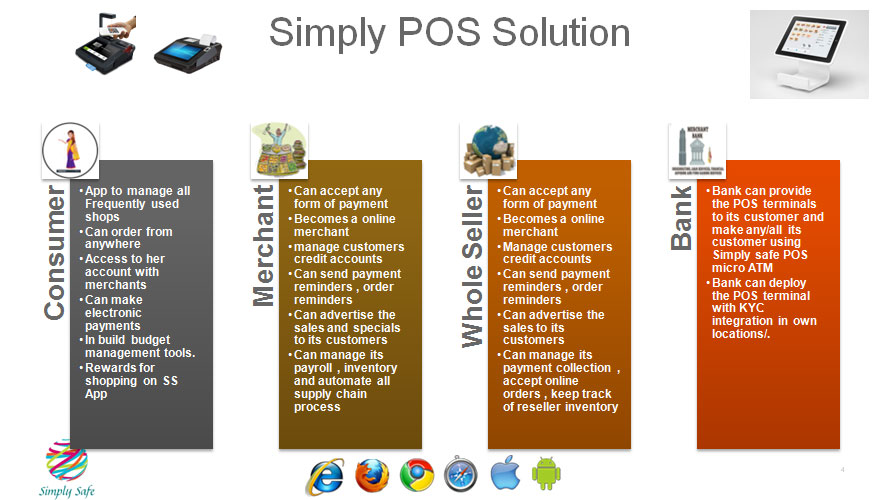 Simply POS Solution
Consumer
•App to manage all
Frequently used
shops
•Can order from
anywhere
•Access to her
account with
merchants
•Can make
electronic
payments
•In build budget
management tools.
•Rewards for
shopping on SS
App
Merchant
•Can accept any
form of payment
•Becomes a online
merchant
•manage customers
credit accounts
•Can send payment
reminders , order
reminders
•Can advertise the
sales and specials
to its customers
•Can manage its
payroll , inventory
and automate all
supply chain
process
Whole Seller
•Can accept any
form of payment
•Becomes a online
merchant
•Manage customers
credit accounts
•Can send payment
reminders , order
reminders
•Can advertise the
sales to its
customers
•Can manage its
payment collection ,
accept online
orders , keep track
of reseller inventory
MERCHANT
BANK
Bank
•Bank can provide
the POS terminals
to its customer and
make any/all its
customer using
Simply safe POS
micro ATM
•Bank can deploy
the POS terminal
with KYC
integration in own
locations/.
Simply Safe
4